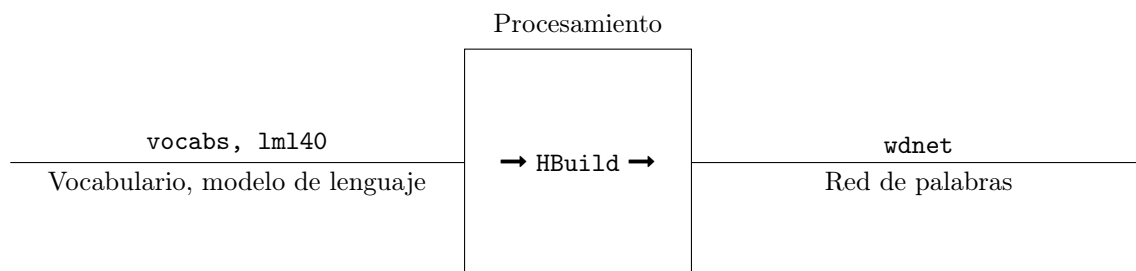 Procesamiento
vocabs, lml40
Vocabulario, modelo de lenguaje
➞ HBuild ➞
wdnet
Red de palabras